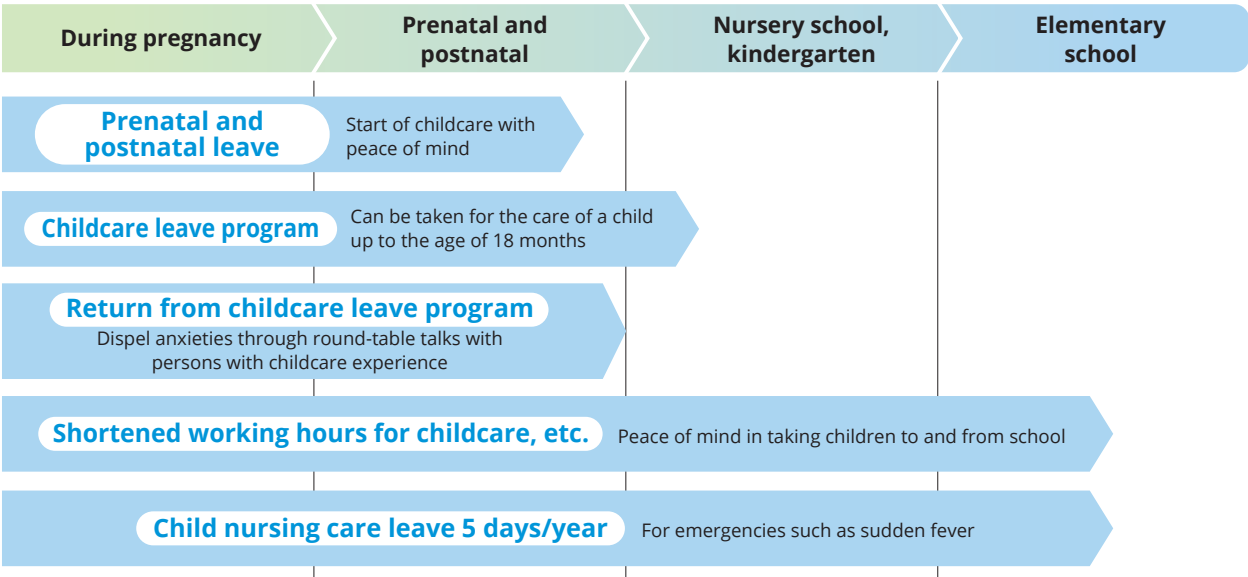 During pregnancy
Prenatal and
postnatal
Nursery school,
kindergarten
Elementary
school
Prenatal and
postnatal leave
Start of childcare with
peace of mind
Childcare leave program
Can be taken for the care of a child
up to the age of 18 months
Return from childcare leave program
Dispel anxieties through round-table talks with
persons with childcare experience
Shortened working hours for childcare, etc.
Peace of mind in taking children to and from school
Child nursing care leave 5 days/year
For emergencies such as sudden fever